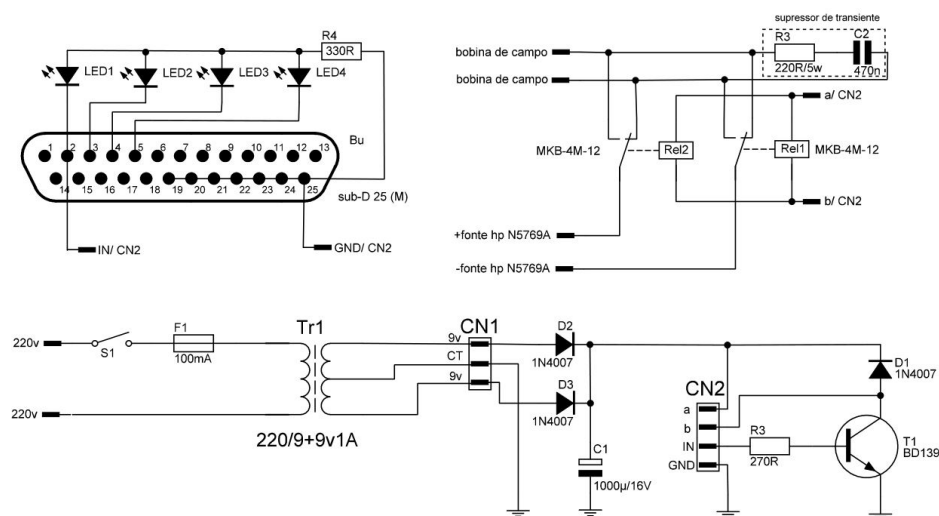 R4
330R
LED1
LED2
LED3
LED4
Bu
1 2 3 4 5 6 7 8 9 10 11 12 13
14 15 16 17 18 19 20 21 22 23 24 25
sub-D 25 (M)
IN/ CN2
GND/ CN2
supressor de transiente
R3
C2
220R/5w
470n
bobina de campo
bobina de campo
a/ CN2
MKB-4M-12
Rel2
Rel1
MKB-4M-12
b/ CN2
+fonte hp N5769A
-fonte hp N5769A
220v
S1
F1
100mA
Tr1
9v
CT
9v
CN1
220v
220/9+9v1A
D2
1N4007
D3
1N4007
C1
1000µ/16V
CN2
a
b
IN
GND
R3
270R
D1
1N4007
T1
BD139